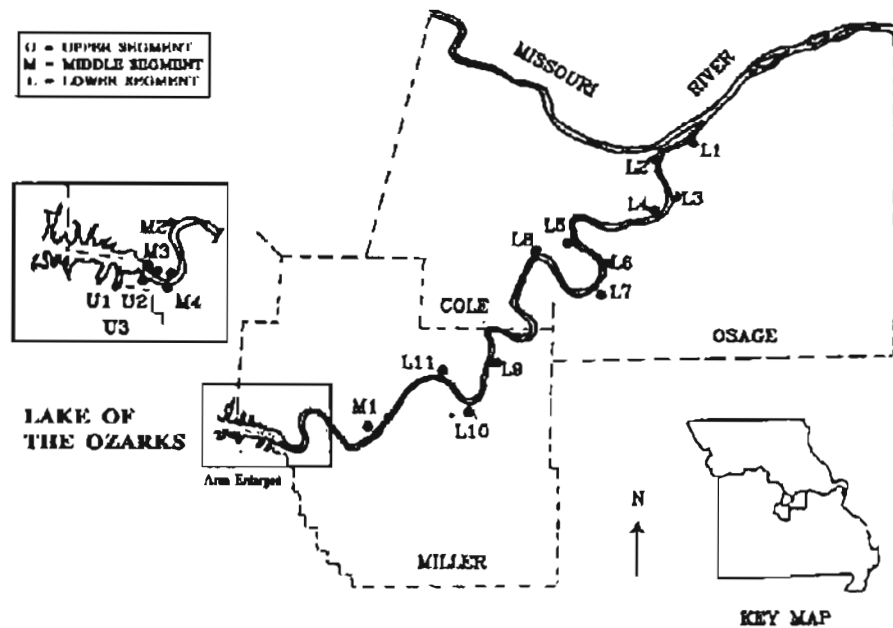 U = UPPER SEGMENT
M = MIDDLE SEGMENT
L = LOWER SEGMENT
MISSOURI
RIVER
L1
L2
L3
L4
L5
L6
L7
L8
L9
L10
L11
M1
M2
M3
M4
U1 U2
U3
COLE
OSAGE
MILLER
LAKE OF
THE OZARKS
Area Enlarged
N
KEY MAP